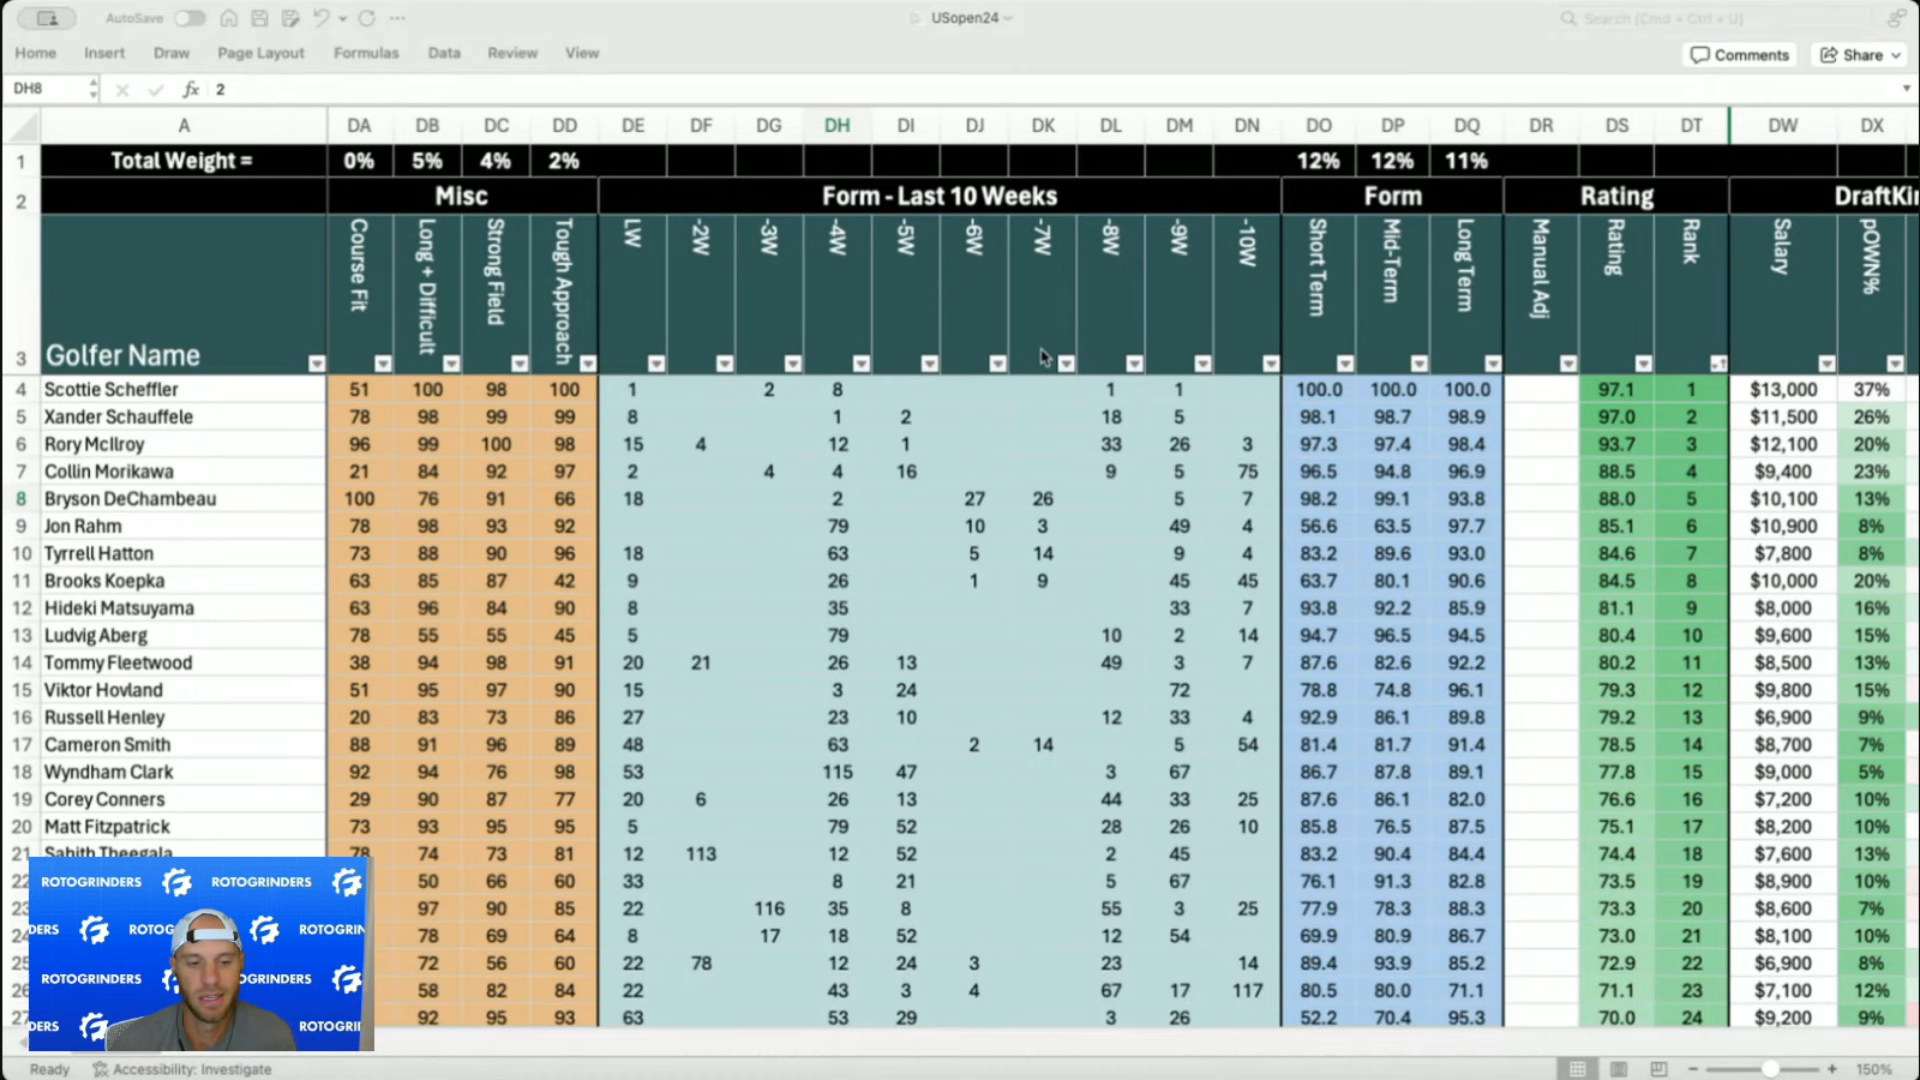 AutoSave
USopen24
Search (Cmd + Ctrl + U)
Home Insert Draw Page Layout Formulas Data Review View
Comments Share
DH8 fx 2
A DA DB DC DD DE DF DG DH DI DJ DK DL DM DN DO DP DQ DR DS DT DW DX
1 Total Weight = 0% 5% 4% 2% 12% 12% 11%
2 Misc Form - Last 10 Weeks Form Rating DraftKin
3 Golfer Name Course Fit Long + Difficult Strong Field Tough Approach LW -2W -3W -4W -5W -6W -7W -8W -9W -10W Short Term Mid-Term Long Term Manual Adj Rating Rank Salary pOWN%
4 Scottie Scheffler 51 100 98 100 1 2 8 1 1 100.0 100.0 100.0 97.1 1 $13,000 37%
5 Xander Schauffele 78 98 99 99 8 1 2 18 5 98.1 98.7 98.9 97.0 2 $11,500 26%
6 Rory McIlroy 96 99 100 98 15 4 12 1 33 26 3 97.3 97.4 98.4 93.7 3 $12,100 20%
7 Collin Morikawa 21 84 92 97 2 4 4 16 9 5 75 96.5 94.8 96.9 88.5 4 $9,400 23%
8 Bryson DeChambeau 100 76 91 66 18 2 27 26 5 7 98.2 99.1 93.8 88.0 5 $10,100 13%
9 Jon Rahm 78 98 93 92 79 10 3 49 4 56.6 63.5 97.7 85.1 6 $10,900 8%
10 Tyrrell Hatton 73 88 90 96 18 63 5 14 9 4 83.2 89.6 93.0 84.6 7 $7,800 8%
11 Brooks Koepka 63 85 87 42 9 26 1 9 45 45 63.7 80.1 90.6 84.5 8 $10,000 20%
12 Hideki Matsuyama 63 96 84 90 8 35 33 7 93.8 92.2 85.9 81.1 9 $8,000 16%
13 Ludvig Aberg 78 55 55 45 5 79 10 2 14 94.7 96.5 94.5 80.4 10 $9,600 15%
14 Tommy Fleetwood 38 94 98 91 20 21 26 13 49 3 7 87.6 82.6 92.2 80.2 11 $8,500 13%
15 Viktor Hovland 51 95 97 90 15 3 24 72 78.8 74.8 96.1 79.3 12 $9,800 15%
16 Russell Henley 20 83 73 86 27 23 10 12 33 4 92.9 86.1 89.8 79.2 13 $6,900 9%
17 Cameron Smith 88 91 96 89 48 63 2 14 5 54 81.4 81.7 91.4 78.5 14 $8,700 7%
18 Wyndham Clark 92 94 76 98 53 115 47 3 67 86.7 87.8 89.1 77.8 15 $9,000 5%
19 Corey Conners 29 90 87 77 20 6 26 13 44 33 25 87.6 86.1 82.0 76.6 16 $7,200 10%
20 Matt Fitzpatrick 73 93 95 95 5 79 52 28 26 10 85.8 76.5 87.5 75.1 17 $8,200 10%
21 Sahith Theegala 78 74 73 81 12 113 12 52 2 45 83.2 90.4 84.4 74.4 18 $7,600 13%
22 50 66 60 33 8 21 5 67 76.1 91.3 82.8 73.5 19 $8,900 10%
23 97 90 85 22 116 35 8 55 3 25 77.9 78.3 88.3 73.3 20 $8,600 7%
24 78 69 64 8 17 18 52 12 54 69.9 80.9 86.7 73.0 21 $8,100 10%
25 72 56 60 22 78 12 24 3 23 14 89.4 93.9 85.2 72.9 22 $6,900 8%
26 58 82 84 22 43 3 4 67 17 117 80.5 80.0 71.1 71.1 23 $7,100 12%
27 92 95 93 63 53 29 3 26 52.2 70.4 95.3 70.0 24 $9,200 9%
ROTOGRINDERS ROTOGRINDERS
DERS ROTOG ROTOGRIN
ROTOGRINDERS OGRINDERS
DERS ROTOGRIN
Ready Accessibility: Investigate 150%